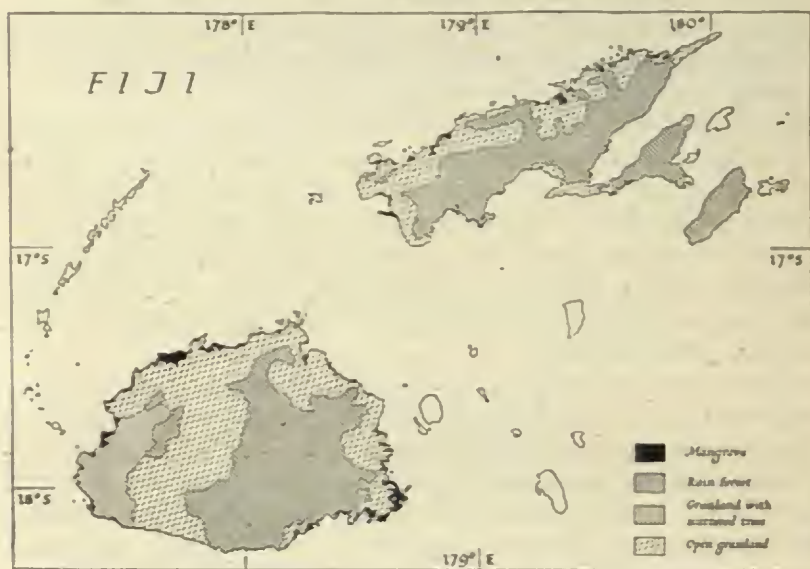 178° E
179° E
180°
FIJI
17°S
17°S
18°S
Mangrove
Rain forest
Grassland with
scattered trees
Open grassland
179° E